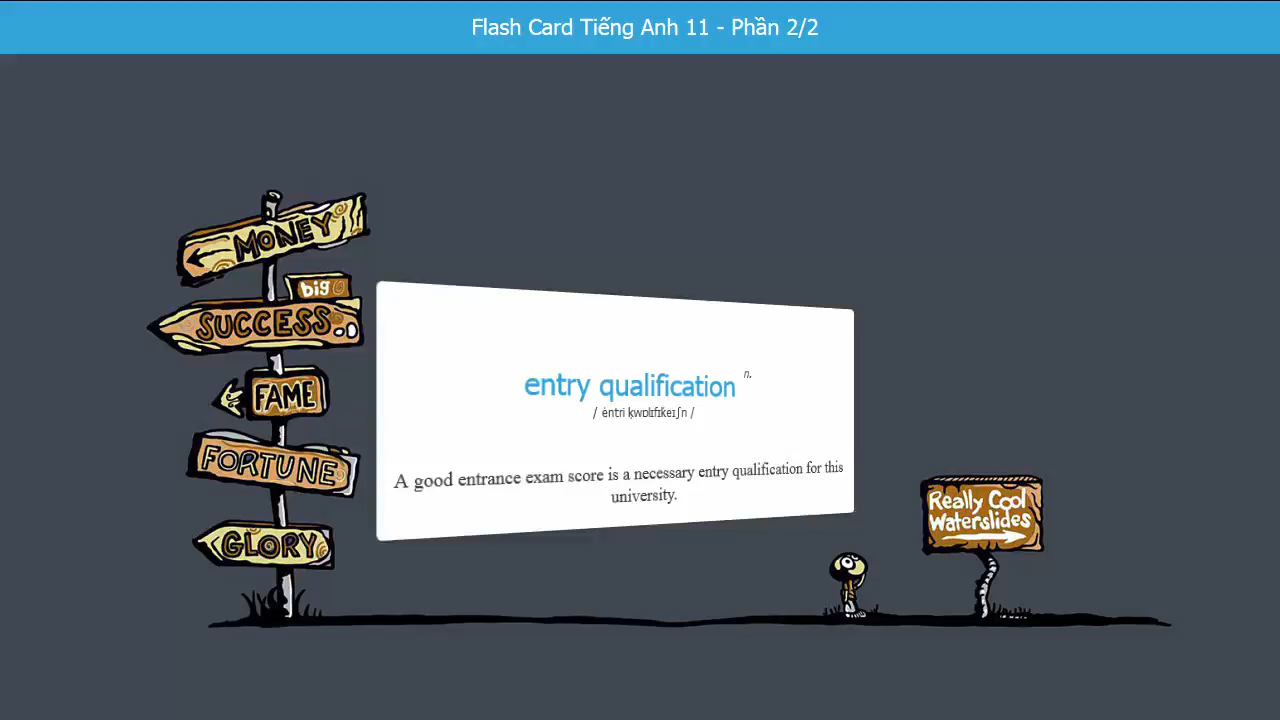 Flash Card Tiếng Anh 11 - Phần 2/2
MONEY
big
SUCCESS...
FAME
FORTUNE
GLORY
entry qualification n.
/ ˈentri ˌkwɒlɪfɪˈkeɪʃn /
A good entrance exam score is a necessary entry qualification for this
university.
Really Cool
Waterslides